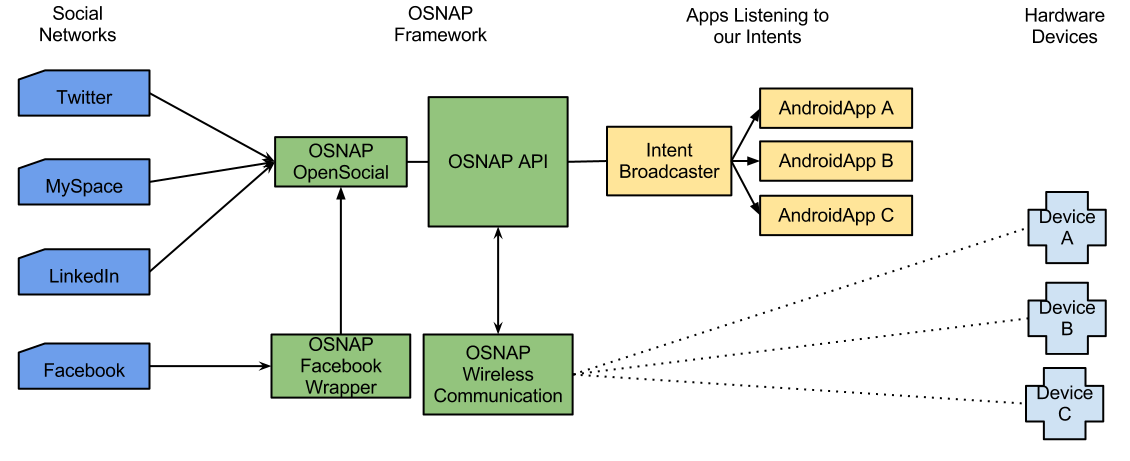 Social
Networks
OSNAP
Framework
Apps Listening to
our Intents
Hardware
Devices
Twitter
MySpace
LinkedIn
Facebook
OSNAP
OpenSocial
OSNAP
Facebook
Wrapper
OSNAP API
OSNAP
Wireless
Communication
Intent
Broadcaster
AndroidApp A
AndroidApp B
AndroidApp C
Device
A
Device
B
Device
C